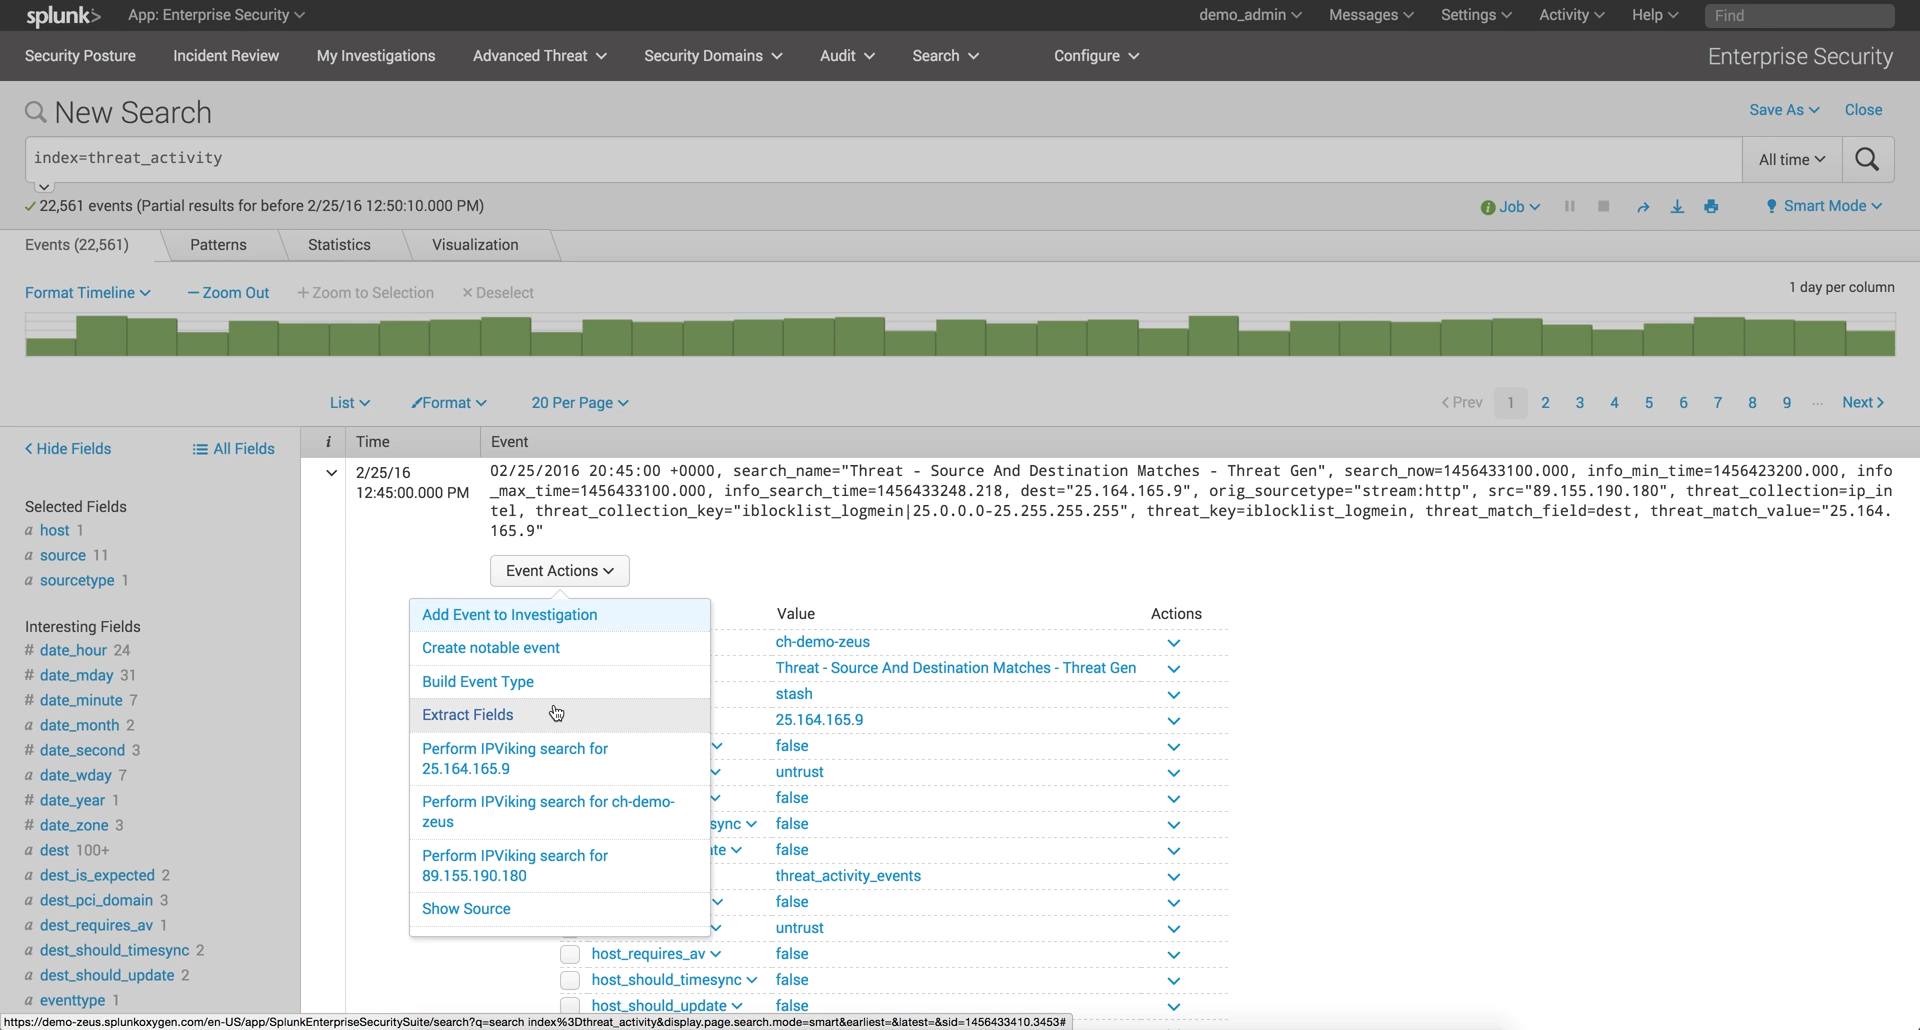 splunk> App: Enterprise Security demo_admin Messages Settings Activity Help Find
Security Posture Incident Review My Investigations Advanced Threat Security Domains Audit Search Configure Enterprise Security
New Search Save As Close
index=threat_activity All time
22,561 events (Partial results for before 2/25/16 12:50:10.000 PM) Job Smart Mode
Events (22,561) Patterns Statistics Visualization
Format Timeline — Zoom Out + Zoom to Selection × Deselect 1 day per column
List Format 20 Per Page < Prev 1 2 3 4 5 6 7 8 9 ... Next >
< Hide Fields All Fields
i Time Event
2/25/16
12:45:00.000 PM
02/25/2016 20:45:00 +0000, search_name="Threat - Source And Destination Matches - Threat Gen", search_now=1456433100.000, info_min_time=1456423200.000, info
_max_time=1456433100.000, info_search_time=1456433248.218, dest="25.164.165.9", orig_sourcetype="stream:http", src="89.155.190.180", threat_collection=ip_in
tel, threat_collection_key="iblocklist_logmein|25.0.0.0-25.255.255.255", threat_key=iblocklist_logmein, threat_match_field=dest, threat_match_value="25.164.
165.9"
Selected Fields
a host 1
a source 11
a sourcetype 1
Interesting Fields
# date_hour 24
# date_mday 31
# date_minute 7
a date_month 2
# date_second 3
a date_wday 7
# date_year 1
# date_zone 3
a dest 100+
a dest_is_expected 2
a dest_pci_domain 3
a dest_requires_av 1
a dest_should_timesync 2
a dest_should_update 2
a eventtype 1
Event Actions
Add Event to Investigation
Create notable event
Build Event Type
Extract Fields
Perform IPViking search for
25.164.165.9
Perform IPViking search for ch-demo-
zeus
Perform IPViking search for
89.155.190.180
Show Source
Value Actions
ch-demo-zeus
Threat - Source And Destination Matches - Threat Gen
stash
25.164.165.9
false
untrust
false
sync false
te false
threat_activity_events
false
untrust
host_requires_av false
host_should_timesync false
host_should_update false
https://demo-zeus.splunkoxygen.com/en-US/app/SplunkEnterpriseSecuritySuite/search?q=search index%3Dthreat_activity&display.page.search.mode=smart&earliest=&latest=&sid=1456433410.3453#